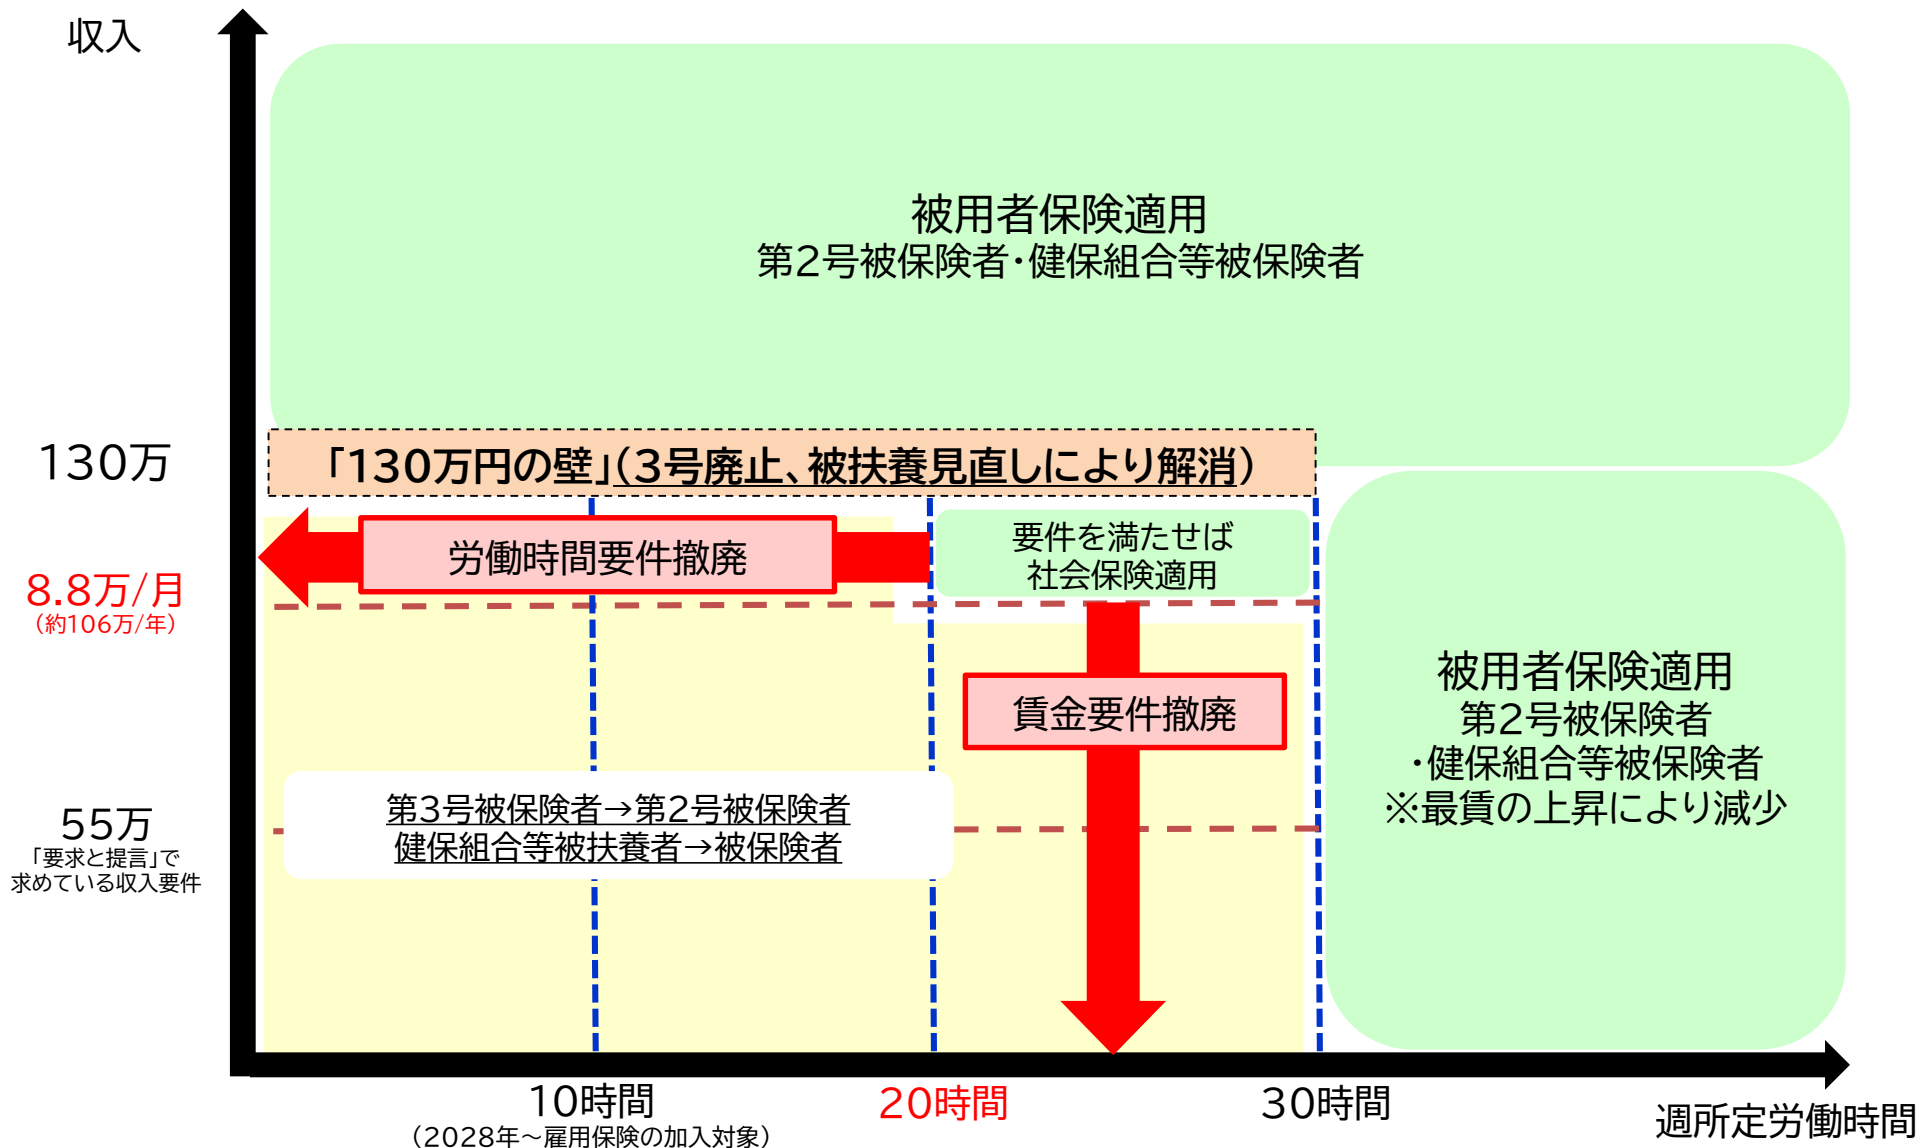 収入
被用者保険適用
第2号被保険者・健保組合等被保険者
130万
「130万円の壁」(3号廃止、被扶養見直しにより解消)
労働時間要件撤廃
要件を満たせば
社会保険適用
8.8万/月
(約106万/年)
賃金要件撤廃
被用者保険適用
第2号被保険者
・健保組合等被保険者
※最賃の上昇により減少
第3号被保険者→第2号被保険者
健保組合等被扶養者→被保険者
55万
「要求と提言」で
求めている収入要件
10時間
(2028年～雇用保険の加入対象)
20時間
30時間
週所定労働時間